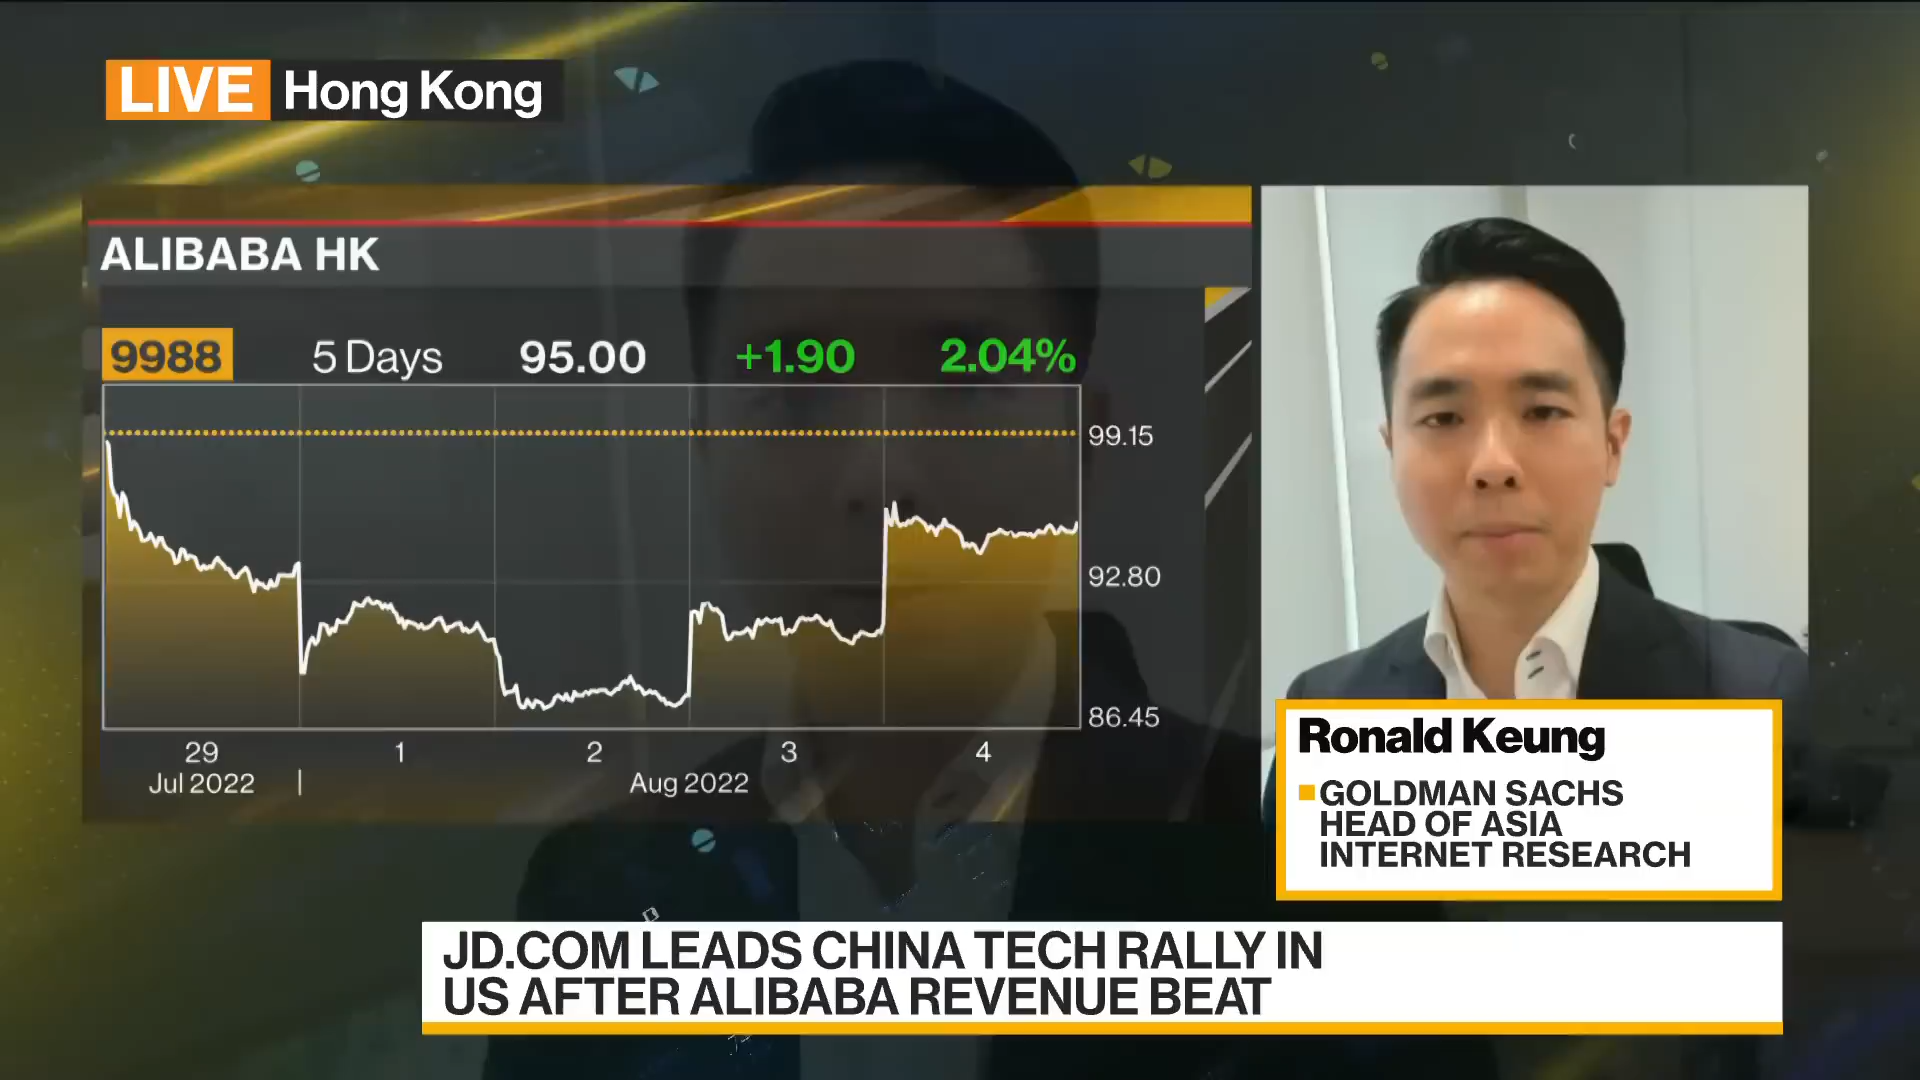 LIVE Hong Kong
ALIBABA HK
9988 5 Days 95.00 +1.90 2.04%
99.15
92.80
86.45
29 1 2 3 4
Jul 2022 | Aug 2022
Ronald Keung
GOLDMAN SACHS
HEAD OF ASIA
INTERNET RESEARCH
JD.COM LEADS CHINA TECH RALLY IN
US AFTER ALIBABA REVENUE BEAT